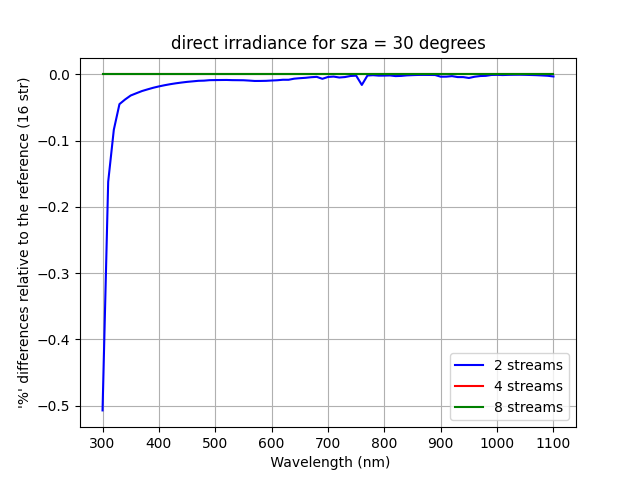 direct irradiance for sza = 30 degrees
'%' differences relative to the reference (16 str)
0.0
−0.1
−0.2
−0.3
−0.4
−0.5
2 streams
4 streams
8 streams
300 400 500 600 700 800 900 1000 1100
Wavelength (nm)